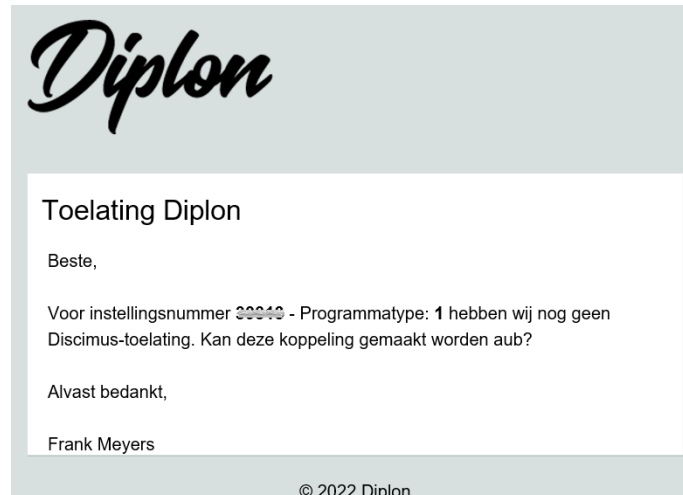 Diplon
Toelating Diplon
Beste,
Voor instellingsnummer - Programmatype: 1 hebben wij nog geen
Discimus-toelating. Kan deze koppeling gemaakt worden aub?
Alvast bedankt,
Frank Meyers
© 2022 Diplon